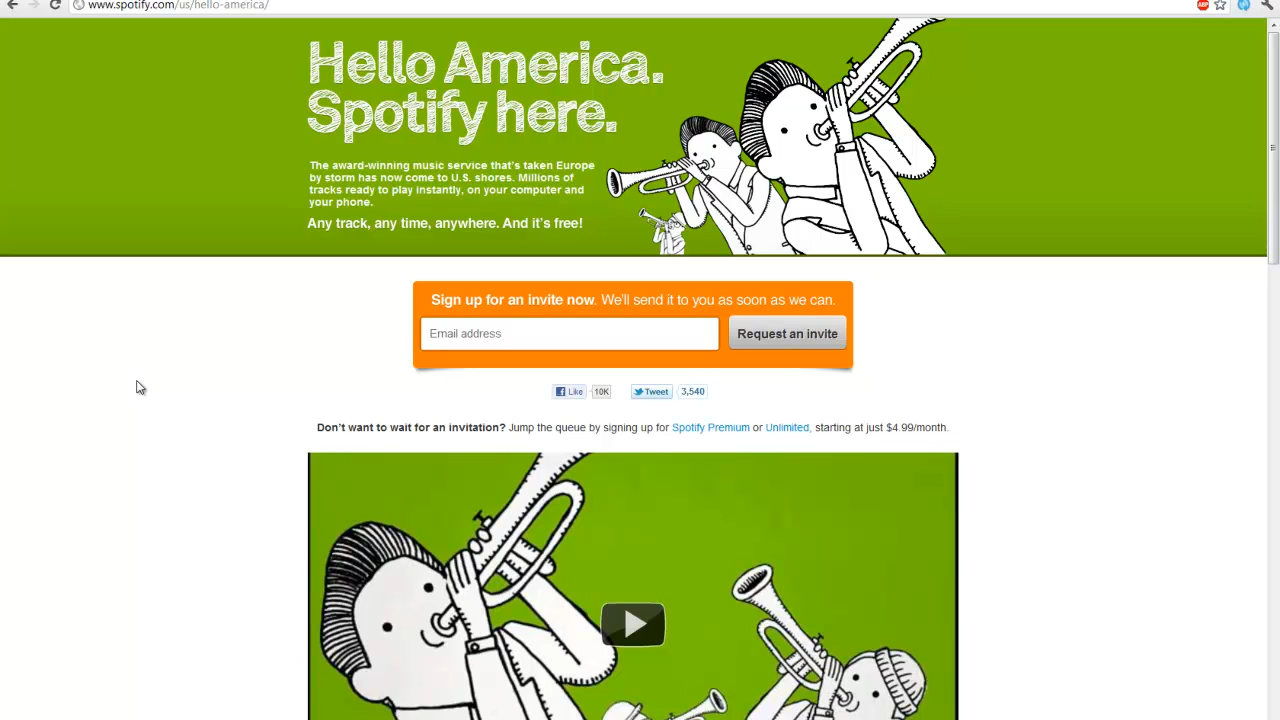 www.spotify.com/us/hello-america/
ABP
Hello America.
Spotify here.
The award-winning music service that's taken Europe
by storm has now come to U.S. shores. Millions of
tracks ready to play instantly, on your computer and
your phone.
Any track, any time, anywhere. And it's free!
Sign up for an invite now. We'll send it to you as soon as we can.
Email address
Request an invite
Like 10K Tweet 3,540
Don't want to wait for an invitation? Jump the queue by signing up for Spotify Premium or Unlimited, starting at just $4.99/month.